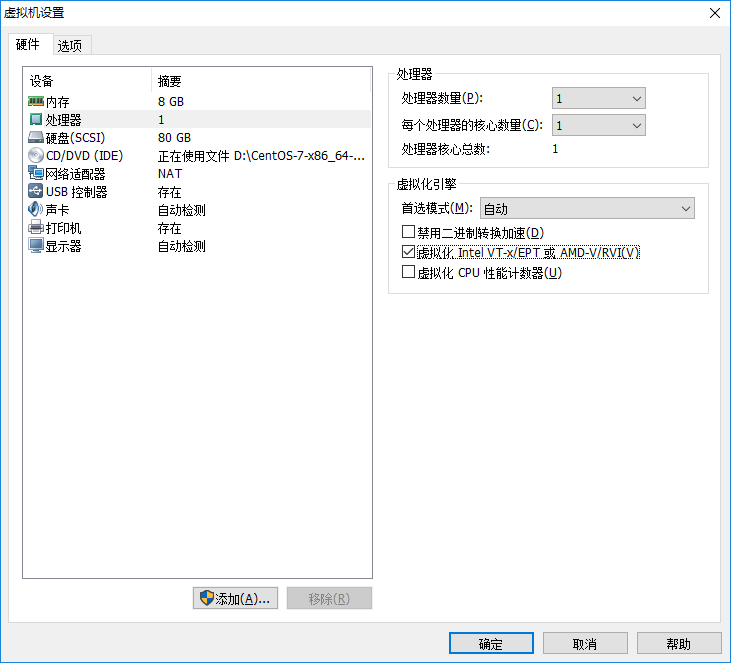 虚拟机设置
硬件 选项
设备 摘要
内存 8 GB
处理器 1
硬盘(SCSI) 80 GB
CD/DVD (IDE) 正在使用文件 D:\CentOS-7-x86_64-...
网络适配器 NAT
USB 控制器 存在
声卡 自动检测
打印机 存在
显示器 自动检测
添加(A)... 移除(R)
处理器
处理器数量(P): 1
每个处理器的核心数量(C): 1
处理器核心总数: 1
虚拟化引擎
首选模式(M): 自动
禁用二进制转换加速(D)
虚拟化 Intel VT-x/EPT 或 AMD-V/RVI(V)
虚拟化 CPU 性能计数器(U)
确定 取消 帮助